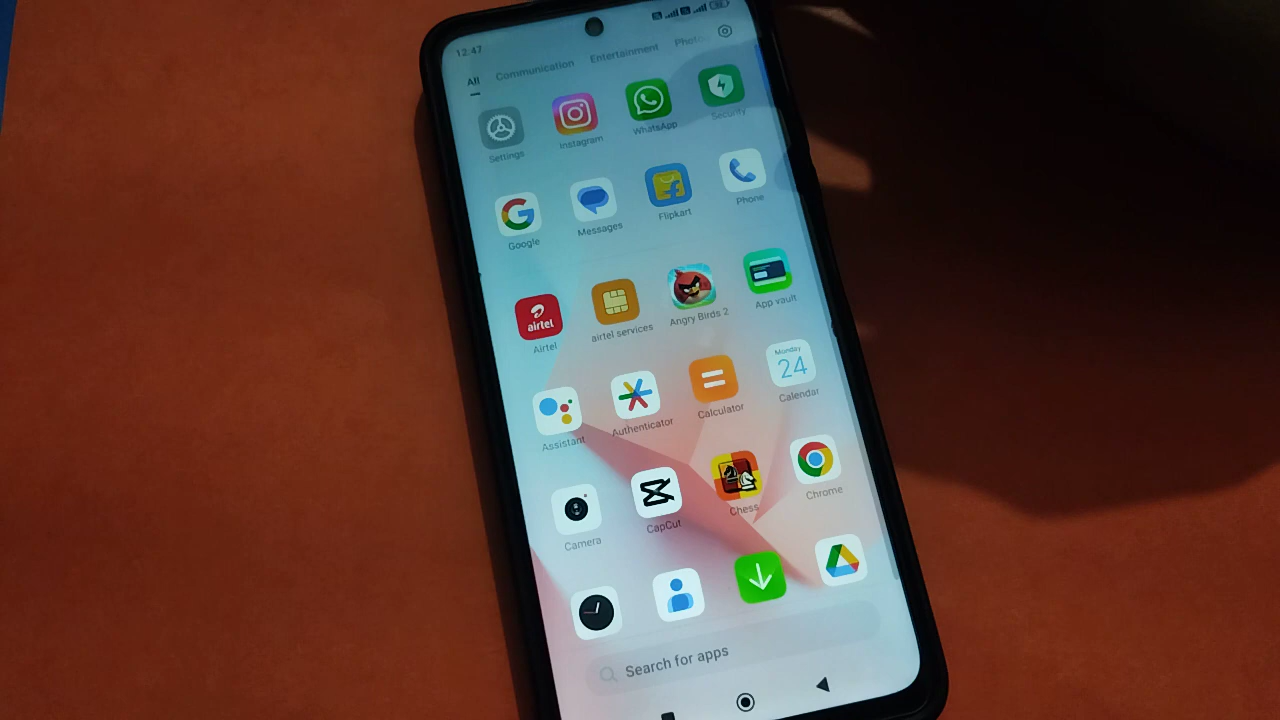 12:47
All Communication Entertainment Photo
Settings Instagram WhatsApp Security
Google Messages Flipkart Phone
airtel
Airtel airtel services Angry Birds 2 App vault
Monday
24
Assistant Authenticator Calculator Calendar
Camera CapCut Chess Chrome
Search for apps